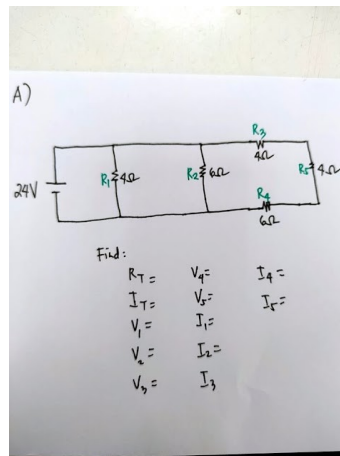 A)
R3
4Ω
24V
R1 4Ω
R2 6Ω
R5 4Ω
R4
6Ω
Find:
RT =
IT =
V1 =
V2 =
V3 =
V4=
V5=
I1=
I2=
I3
I4 =
I5=